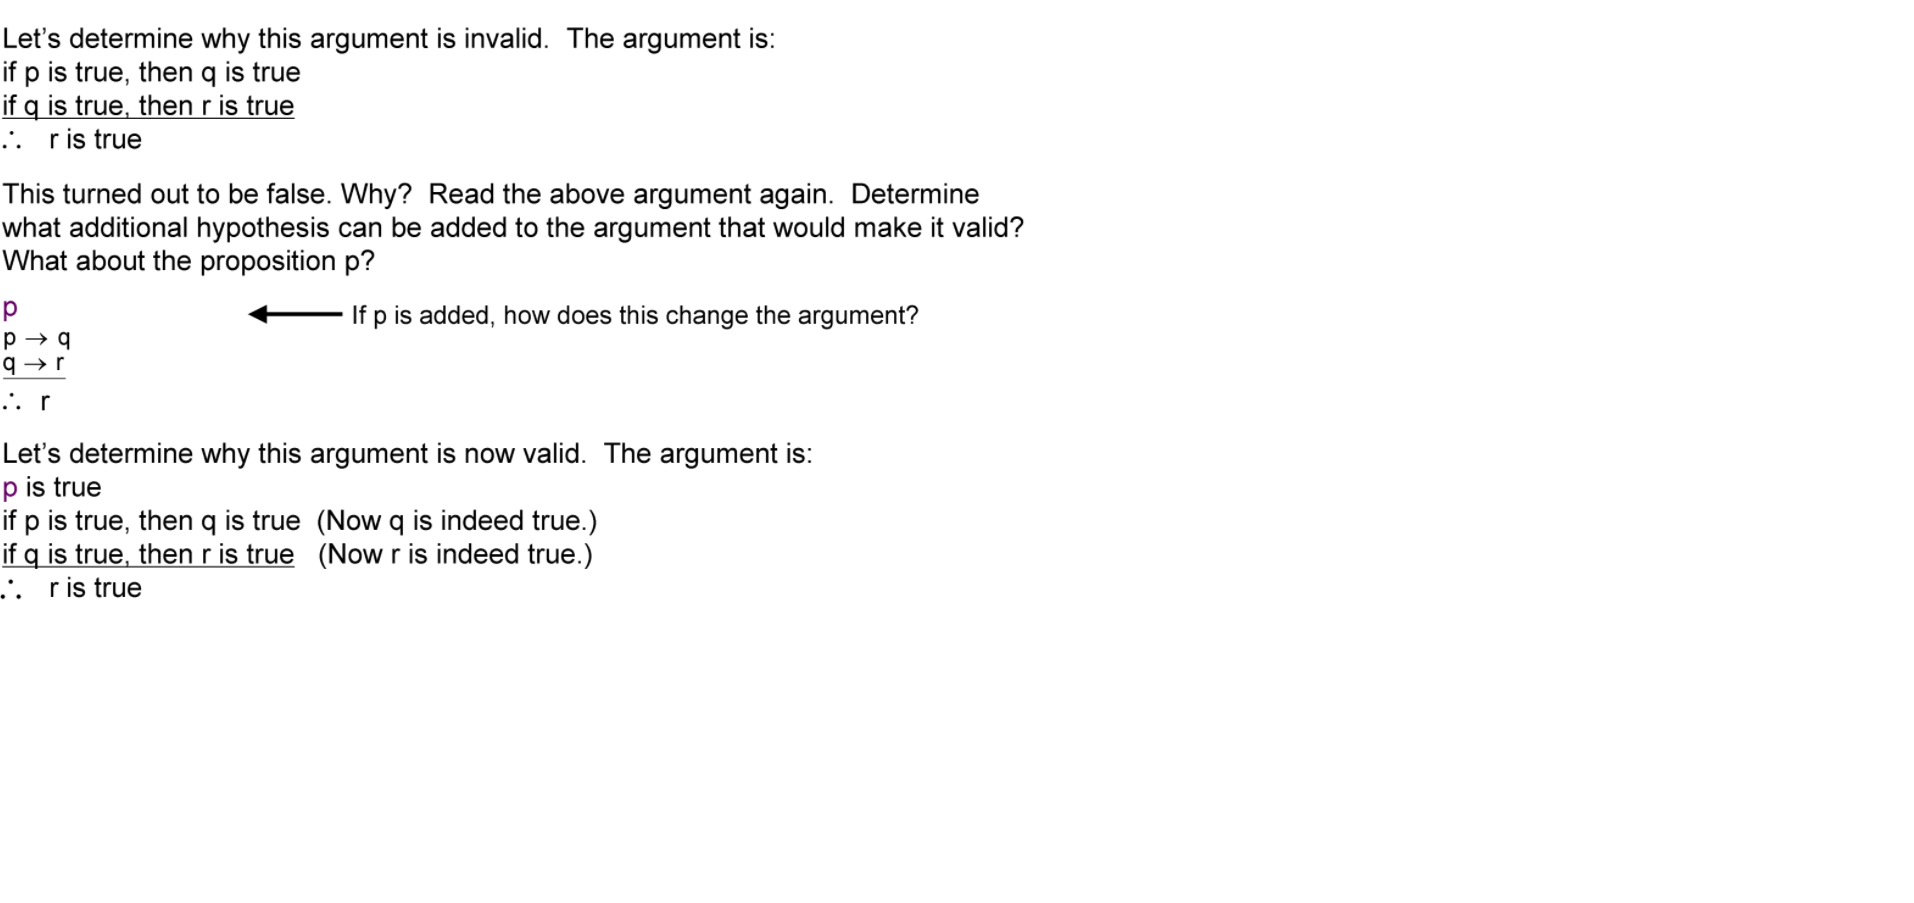 Let’s determine why this argument is invalid.  The argument is:
if p is true, then q is true
if q is true, then r is true
∴   r is true
This turned out to be false. Why?  Read the above argument again.  Determine
what additional hypothesis can be added to the argument that would make it valid?
What about the proposition p?
p
If p is added, how does this change the argument?
p → q
q → r
∴  r
Let’s determine why this argument is now valid.  The argument is:
p is true
if p is true, then q is true  (Now q is indeed true.)
if q is true, then r is true   (Now r is indeed true.)
∴   r is true